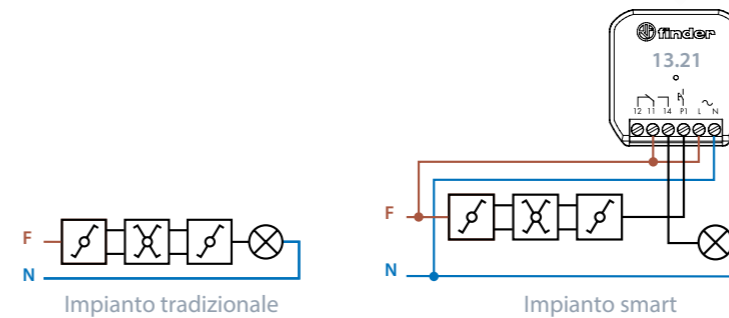 finder
13.21
12 11 14 P1 L N
F
N
Impianto tradizionale
F
N
Impianto smart